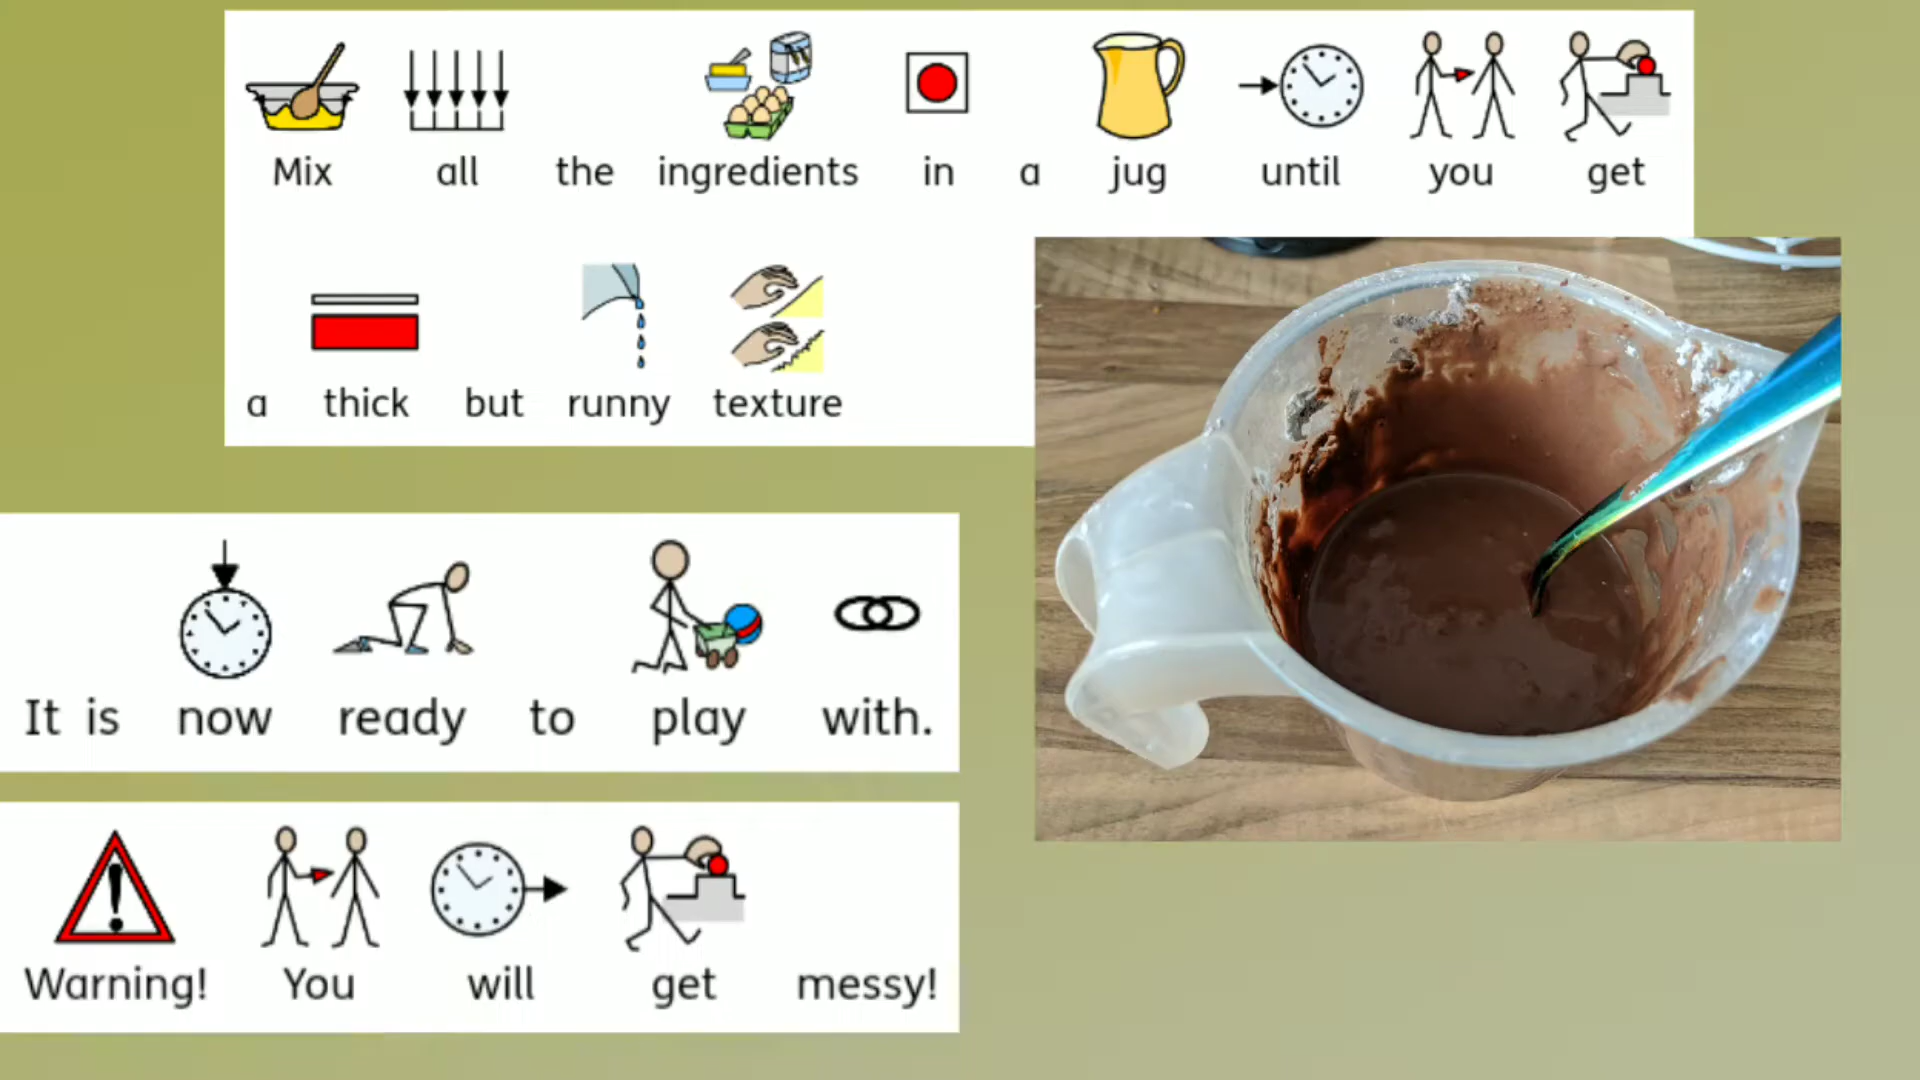 Mix all the ingredients in a jug until you get
a thick but runny texture
It is now ready to play with.
Warning! You will get messy!